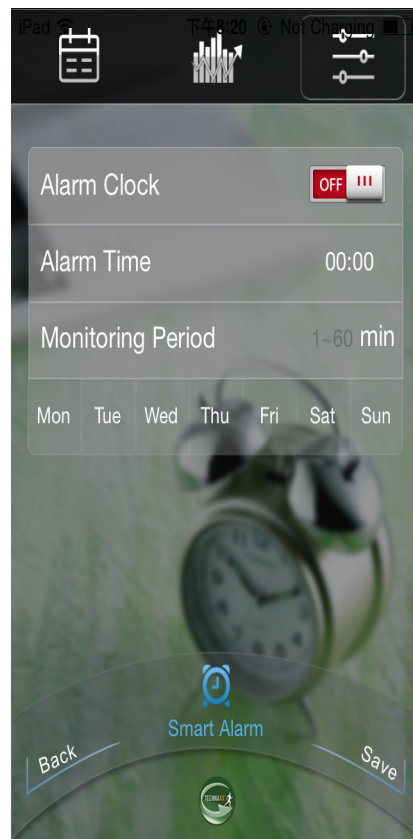 iPad 下午8:20 Not Charging
Alarm Clock OFF
Alarm Time 00:00
Monitoring Period 1~60 min
Mon Tue Wed Thu Fri Sat Sun
Smart Alarm
Back Save
TECHNAXX